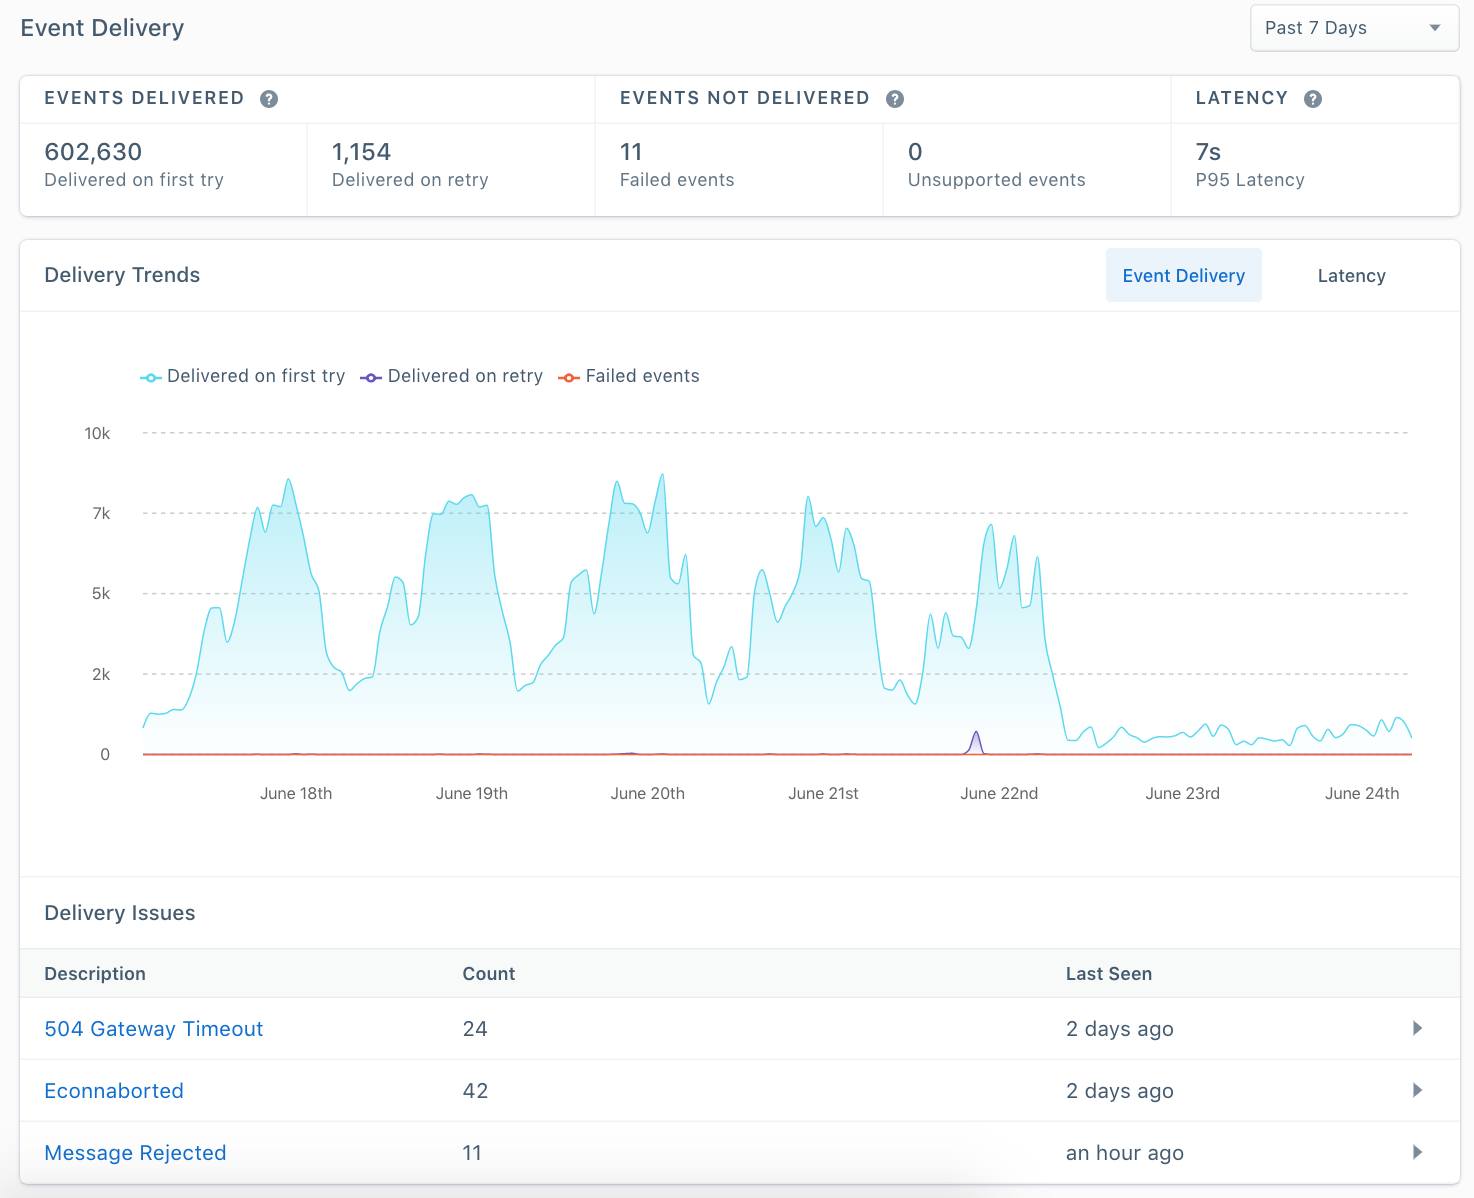 Event Delivery
Past 7 Days
EVENTS DELIVERED ?
EVENTS NOT DELIVERED ?
LATENCY ?
602,630
Delivered on first try
1,154
Delivered on retry
11
Failed events
0
Unsupported events
7s
P95 Latency
Delivery Trends
Event Delivery
Latency
Delivered on first try
Delivered on retry
Failed events
10k
7k
5k
2k
0
June 18th
June 19th
June 20th
June 21st
June 22nd
June 23rd
June 24th
Delivery Issues
Description Count Last Seen
504 Gateway Timeout 24 2 days ago
Econnaborted 42 2 days ago
Message Rejected 11 an hour ago